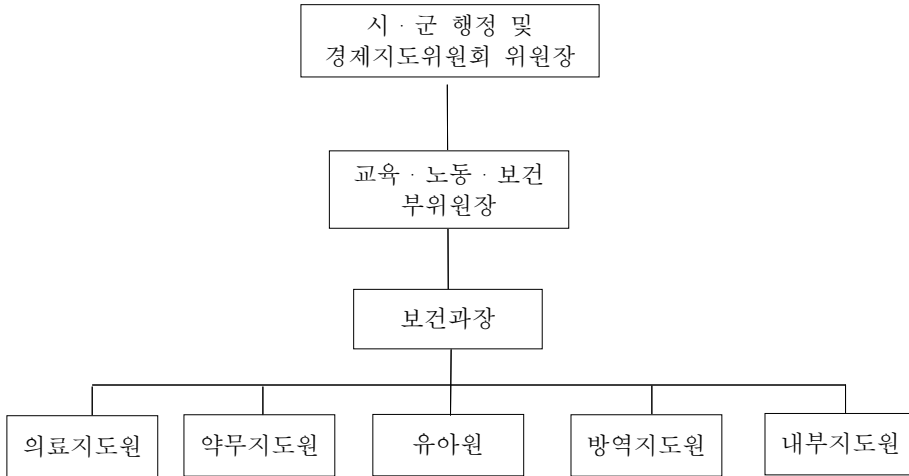 시 · 군 행정 및
경제지도위원회 위원장
교육 · 노동 · 보건
부위원장
보건과장
의료지도원
약무지도원
유아원
방역지도원
내부지도원